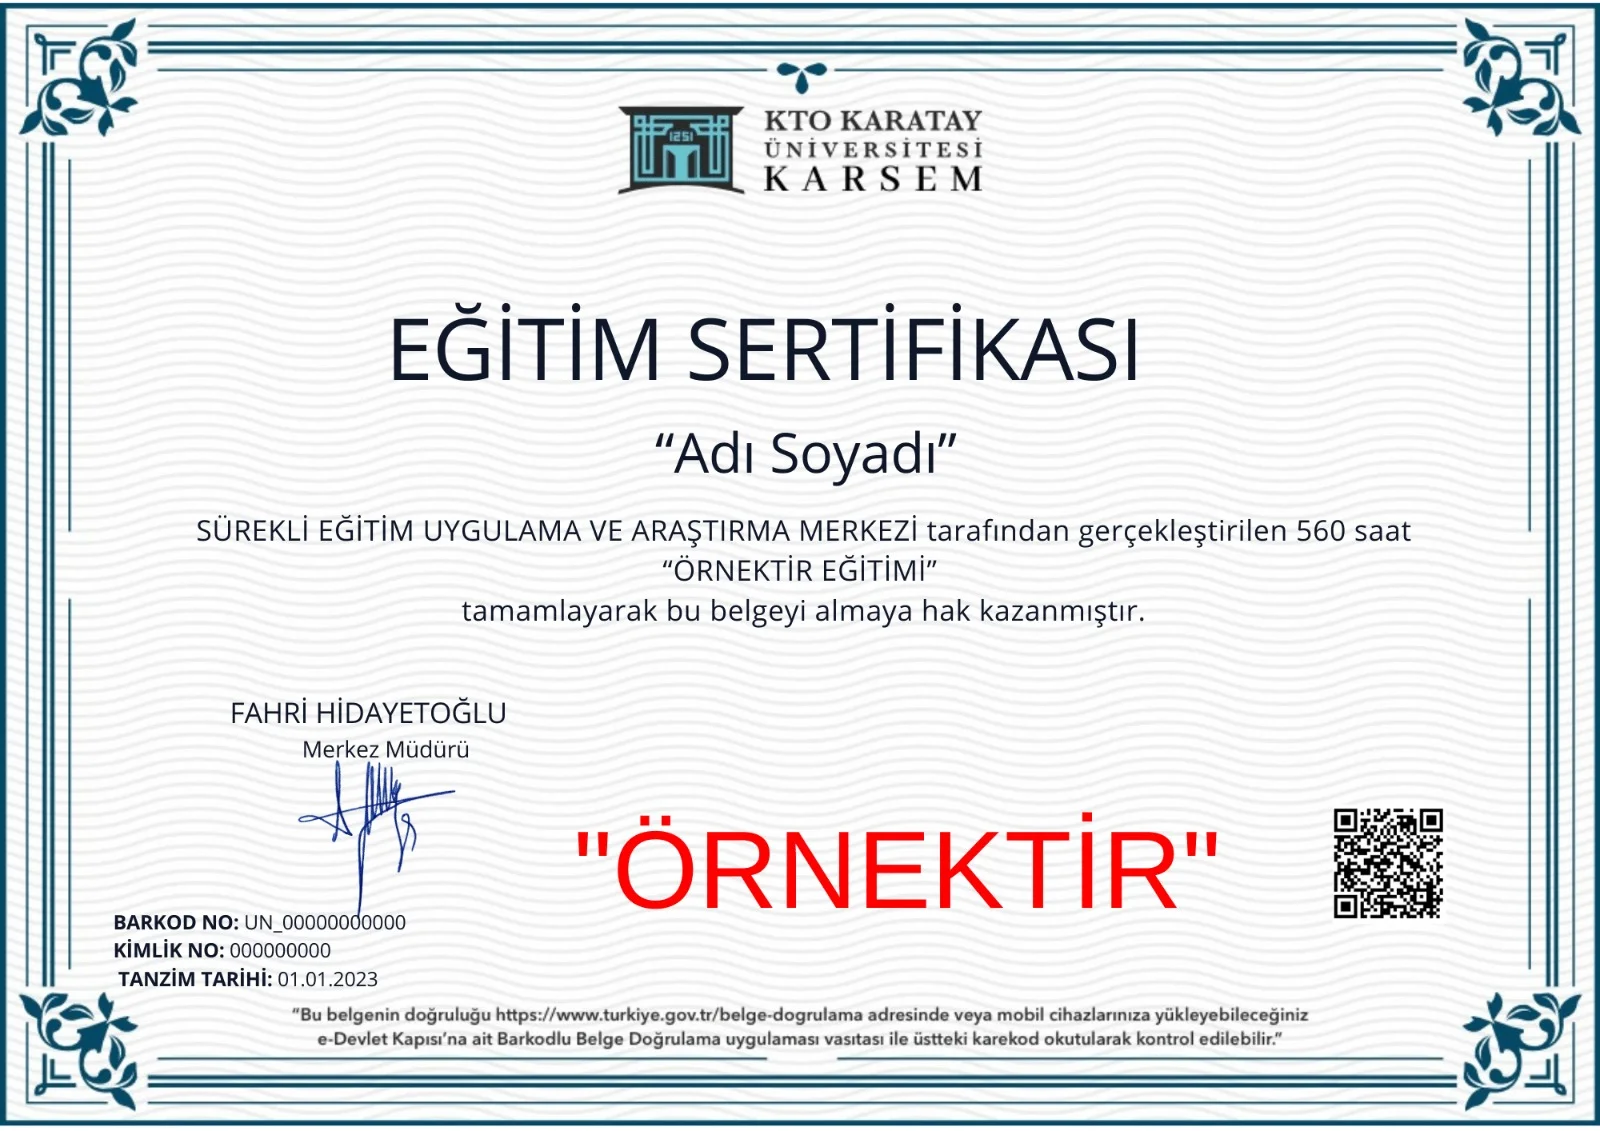 1251
KTO KARATAY
ÜNİVERSİTESİ
KARSEM
EĞİTİM SERTİFİKASI
“Adı Soyadı”
SÜREKLİ EĞİTİM UYGULAMA VE ARAŞTIRMA MERKEZİ tarafından gerçekleştirilen 560 saat
“ÖRNEKTİR EĞİTİMİ”
tamamlayarak bu belgeyi almaya hak kazanmıştır.
FAHRİ HİDAYETOĞLU
Merkez Müdürü
"ÖRNEKTİR"
BARKOD NO: UN_00000000000
KİMLİK NO: 000000000
TANZİM TARİHİ: 01.01.2023
“Bu belgenin doğruluğu https://www.turkiye.gov.tr/belge-dogrulama adresinde veya mobil cihazlarınıza yükleyebileceğiniz
e-Devlet Kapısı’na ait Barkodlu Belge Doğrulama uygulaması vasıtası ile üstteki karekod okutularak kontrol edilebilir.”